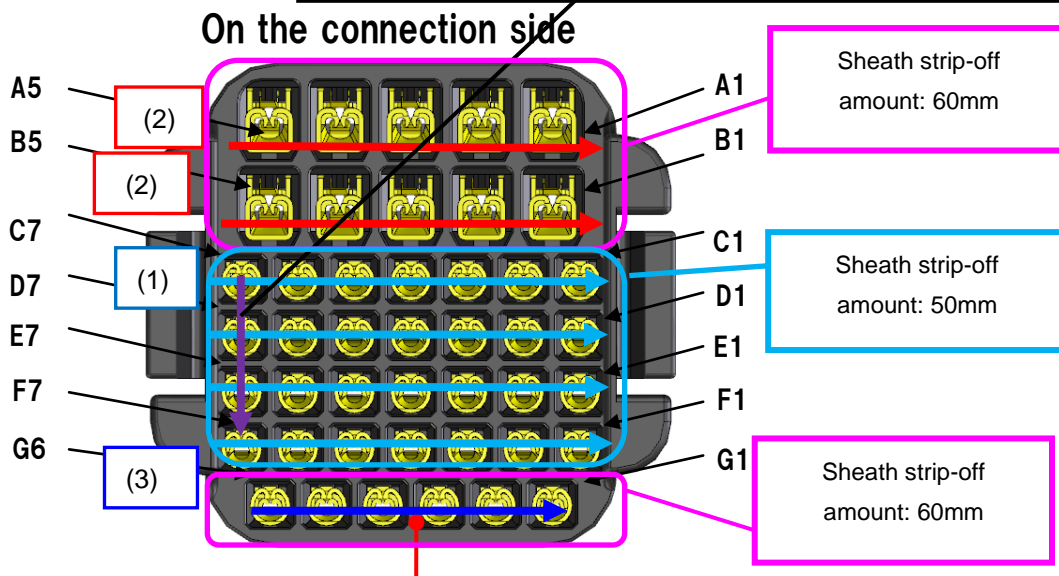 On the connection side
Sheath strip-off
amount: 60mm
A5
(2)
A1
B5
B1
(2)
C7
C1
(1)
Sheath strip-off
amount: 50mm
D7
D1
E7
E1
F7
F1
G6
G1
(3)
Sheath strip-off
amount: 60mm